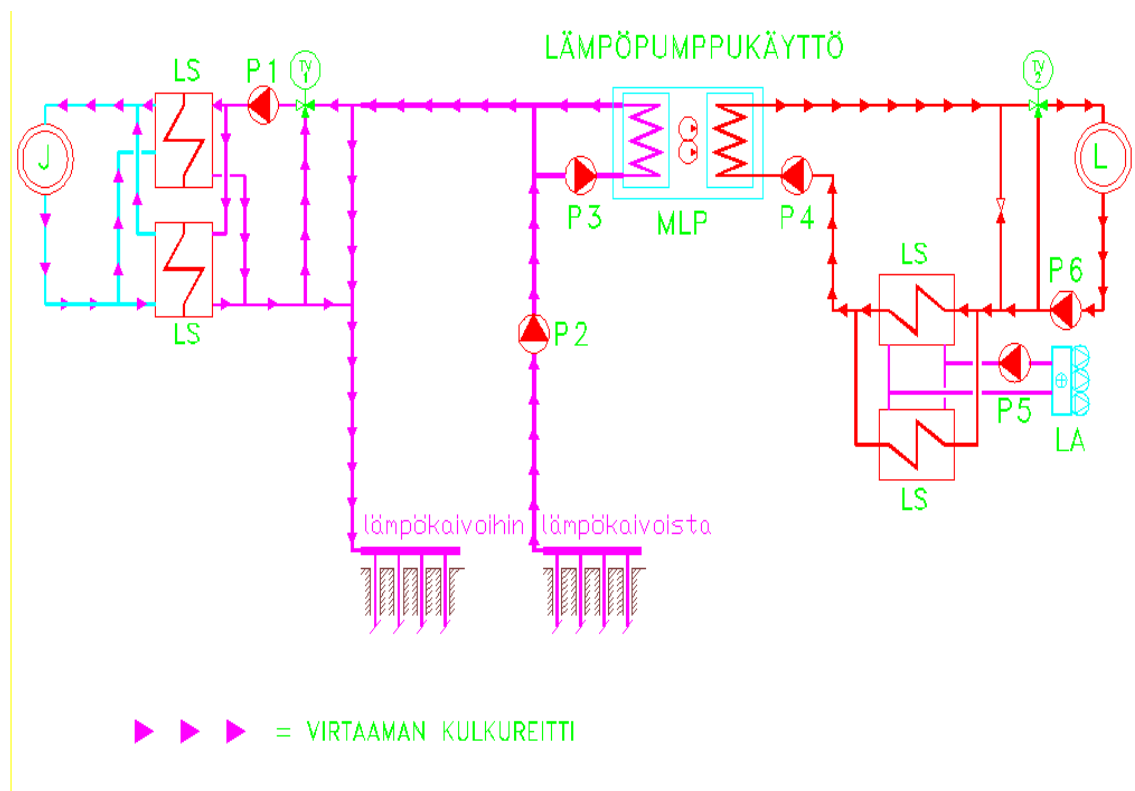 LÄMPÖPUMPPUKÄYTTÖ
LS
P1
TV
1
TV
2
J
L
P3
MLP
P4
LS
LS
P6
P2
P5
LA
LS
lämpökaivoihin
lämpökaivoista
= VIRTAAMAN KULKUREITTI